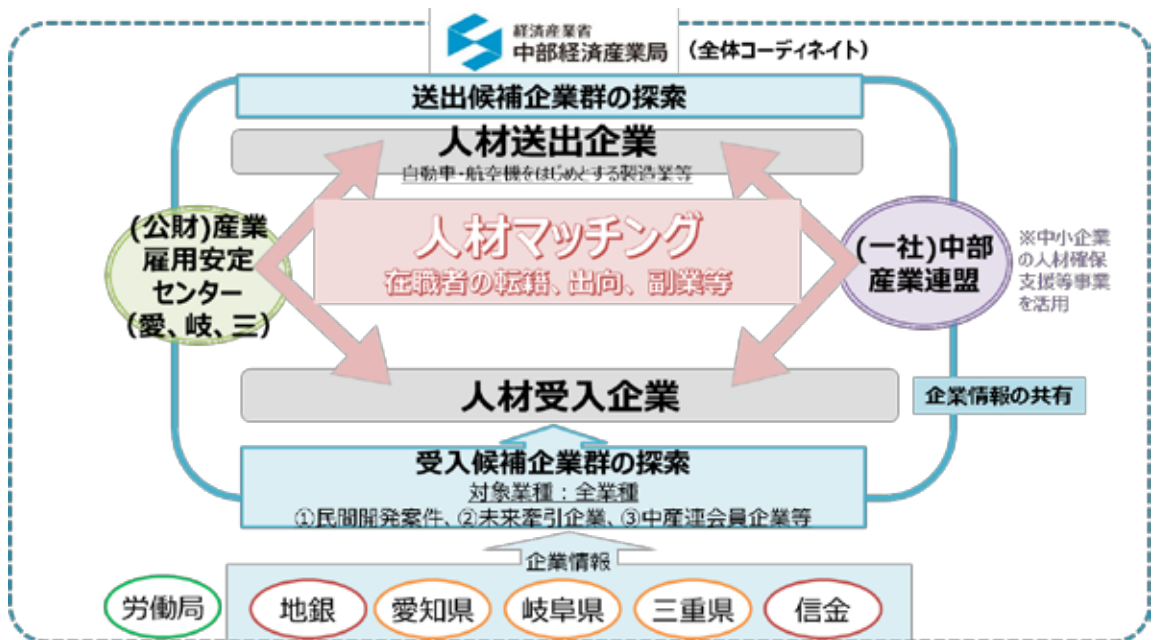 経済産業省
中部経済産業局
(全体コーディネイト)
送出候補企業群の探索
人材送出企業
自動車・航空機をはじめとする製造業等
人材マッチング
在職者の転籍、出向、副業等
(公財)産業
雇用安定
センター
(愛、岐、三)
(一社)中部
産業連盟
※中小企業
の人材確保
支援等事業
を活用
人材受入企業
企業情報の共有
受入候補企業群の探索
対象業種：全業種
①民間開発案件、②未来牽引企業、③中産連会員企業等
企業情報
労働局
地銀
愛知県
岐阜県
三重県
信金